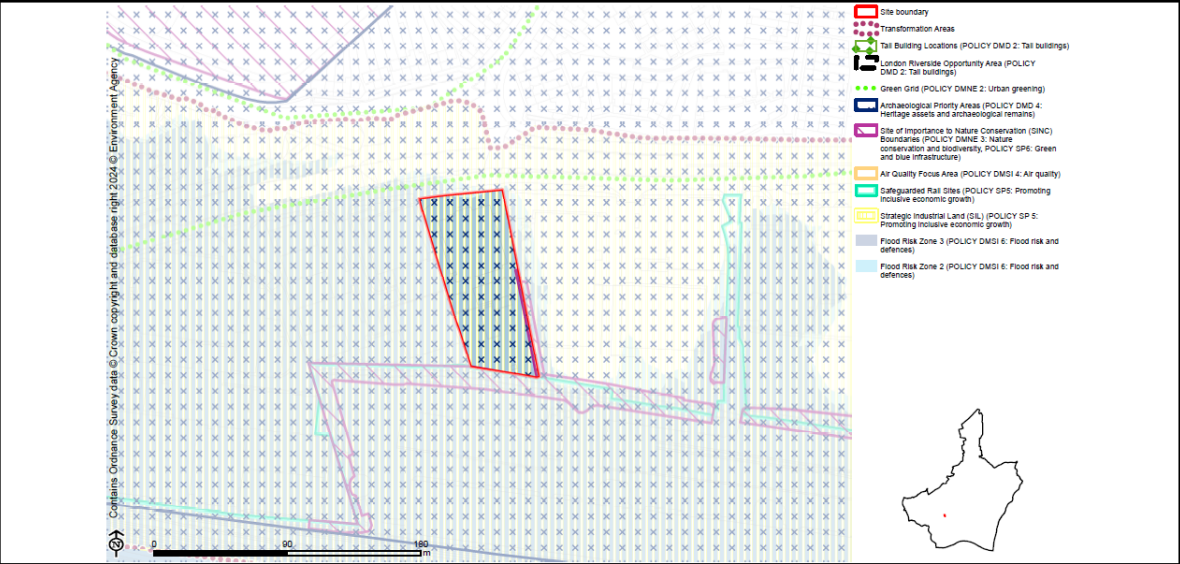 Site boundary
Transformation Areas
Tall Building Locations (POLICY DMD 2: Tall buildings)
London Riverside Opportunity Area (POLICY
DMD 2: Tall buildings)
Green Grid (POLICY DMNE 2: Urban greening)
Archaeological Priority Areas (POLICY DMD 4:
Heritage assets and archaeological remains)
Site of Importance to Nature Conservation (SINC)
Boundaries (POLICY DMNE 3: Nature
conservation and biodiversity, POLICY SP6: Green
and blue infrastructure)
Air Quality Focus Area (POLICY DMSI 4: Air quality)
Safeguarded Rail Sites (POLICY SP5: Promoting
inclusive economic growth)
Strategic Industrial Land (SIL) (POLICY SP 5:
Promoting inclusive economic growth)
Flood Risk Zone 3 (POLICY DMSI 6: Flood risk and
defences)
Flood Risk Zone 2 (POLICY DMSI 6: Flood risk and
defences)
Contains Ordnance Survey data © Crown copyright and database right 2024 © Environment Agency
N
0 90 180
m